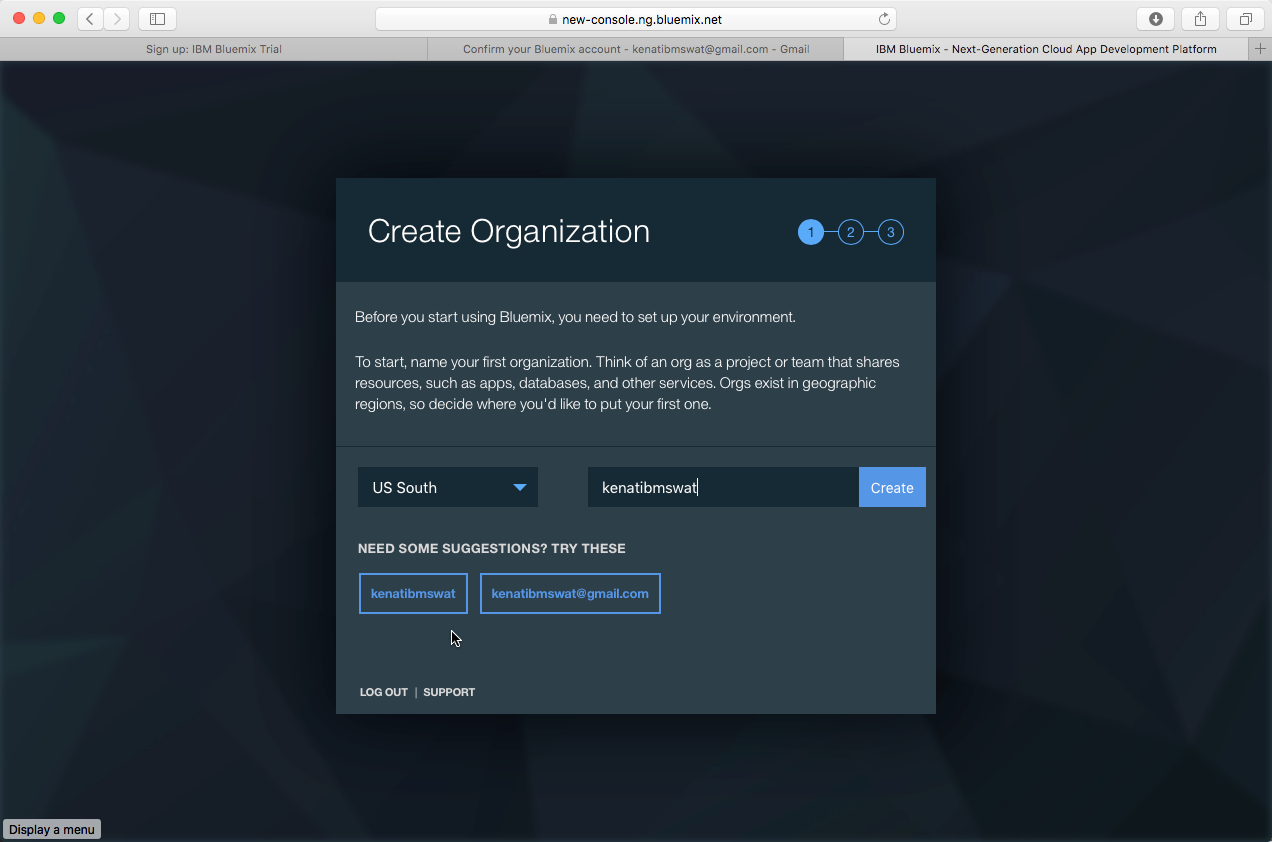 new-console.ng.bluemix.net
Sign up: IBM Bluemix Trial
Confirm your Bluemix account - kenatibmswat@gmail.com - Gmail
IBM Bluemix - Next-Generation Cloud App Development Platform
Create Organization
1
2
3
Before you start using Bluemix, you need to set up your environment.
To start, name your first organization. Think of an org as a project or team that shares
resources, such as apps, databases, and other services. Orgs exist in geographic
regions, so decide where you'd like to put your first one.
US South
kenatibmswat
Create
NEED SOME SUGGESTIONS? TRY THESE
kenatibmswat
kenatibmswat@gmail.com
LOG OUT | SUPPORT
Display a menu